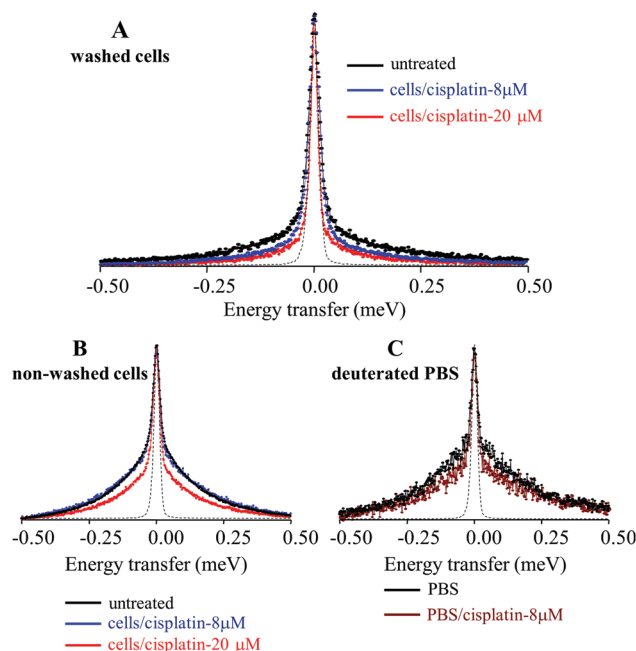 A
washed cells
untreated
cells/cisplatin-8μM
cells/cisplatin-20 μM
-0.50 -0.25 0.00 0.25 0.50
Energy transfer (meV)
B
non-washed cells
-0.50 -0.25 0.00 0.25 0.50
Energy transfer (meV)
untreated
cells/cisplatin-8μM
cells/cisplatin-20 μM
C
deuterated PBS
-0.50 -0.25 0.00 0.25 0.50
Energy transfer (meV)
PBS
PBS/cisplatin-8μM